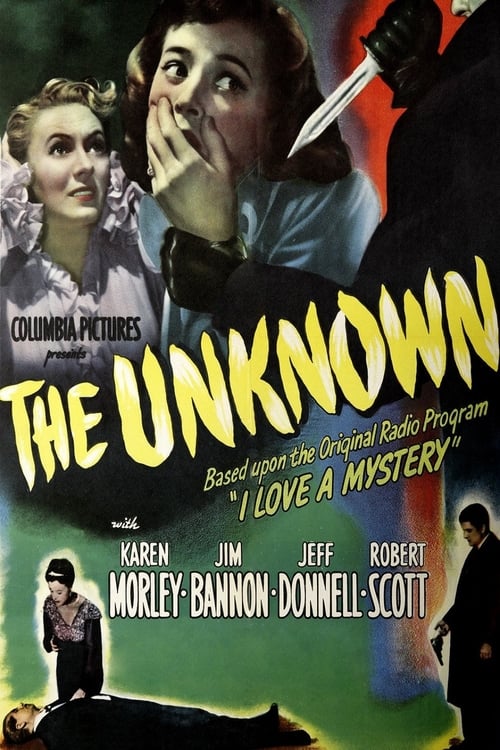 COLUMBIA PICTURES
presents
THE UNKNOWN
Based upon the Original Radio Program
"I LOVE A MYSTERY"
with
KAREN JIM JEFF ROBERT
MORLEY · BANNON · DONNELL · SCOTT